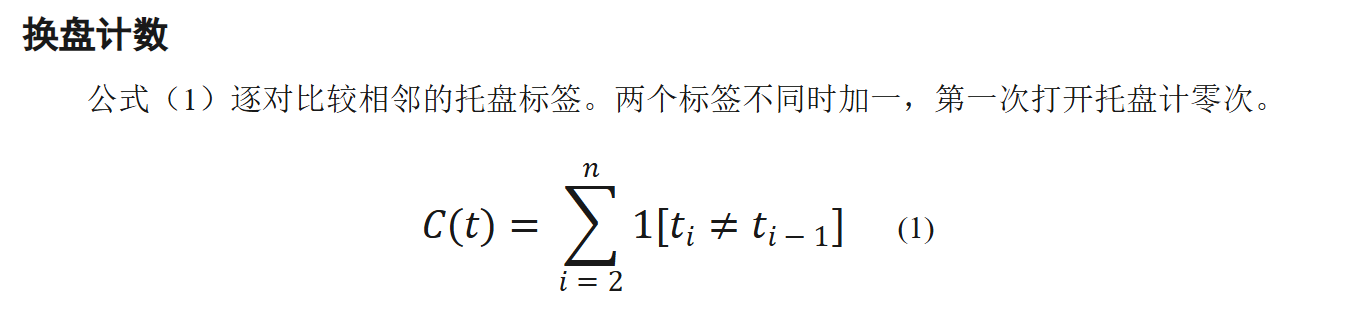 换盘计数
公式（1）逐对比较相邻的托盘标签。两个标签不同时加一，第一次打开托盘计零次。
C(t) = ∑_{i = 2}^{n} 1[t_i ≠ t_{i − 1}] (1)